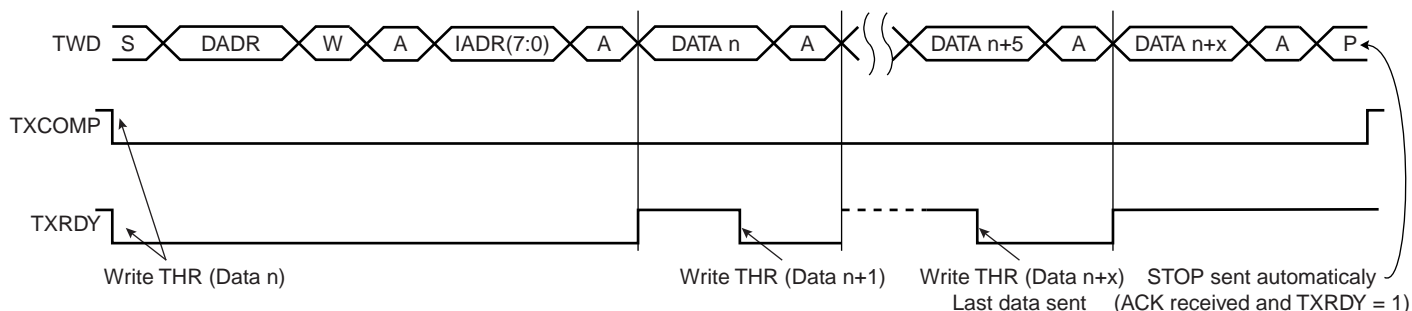 TWD S DADR W A IADR(7:0) A DATA n A DATA n+5 A DATA n+x A P
TXCOMP
TXRDY
Write THR (Data n) Write THR (Data n+1) Write THR (Data n+x) STOP sent automaticaly
Last data sent (ACK received and TXRDY = 1)